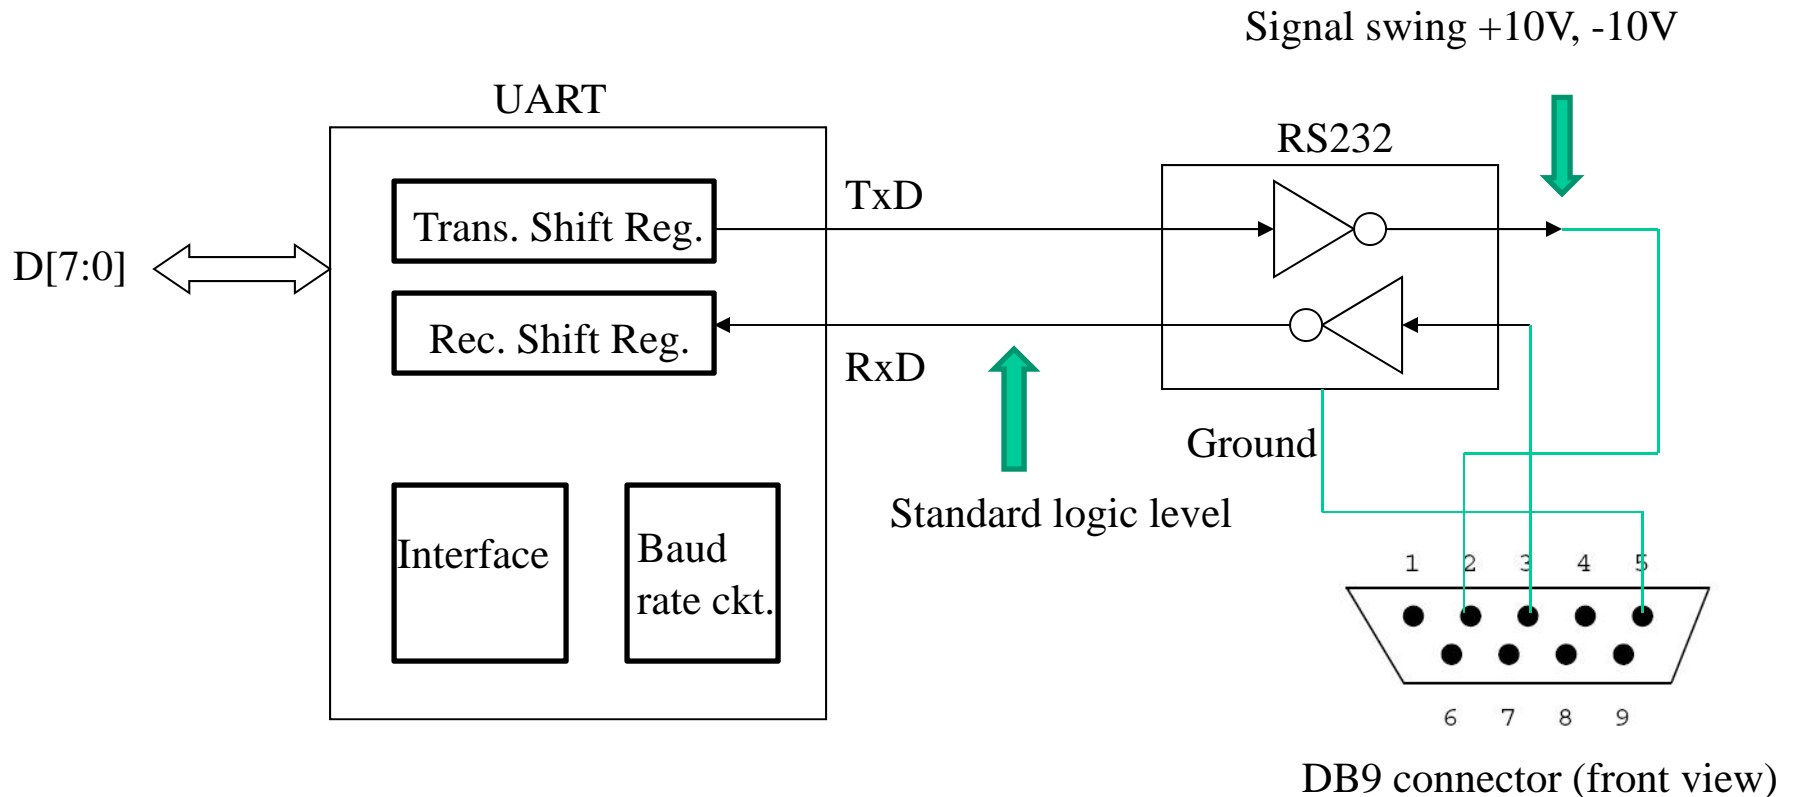 Signal swing +10V, -10V
UART
RS232
TxD
Trans. Shift Reg.
D[7:0]
Rec. Shift Reg.
RxD
Ground
Standard logic level
Interface
Baud
rate ckt.
1 2 3 4 5
6 7 8 9
DB9 connector (front view)